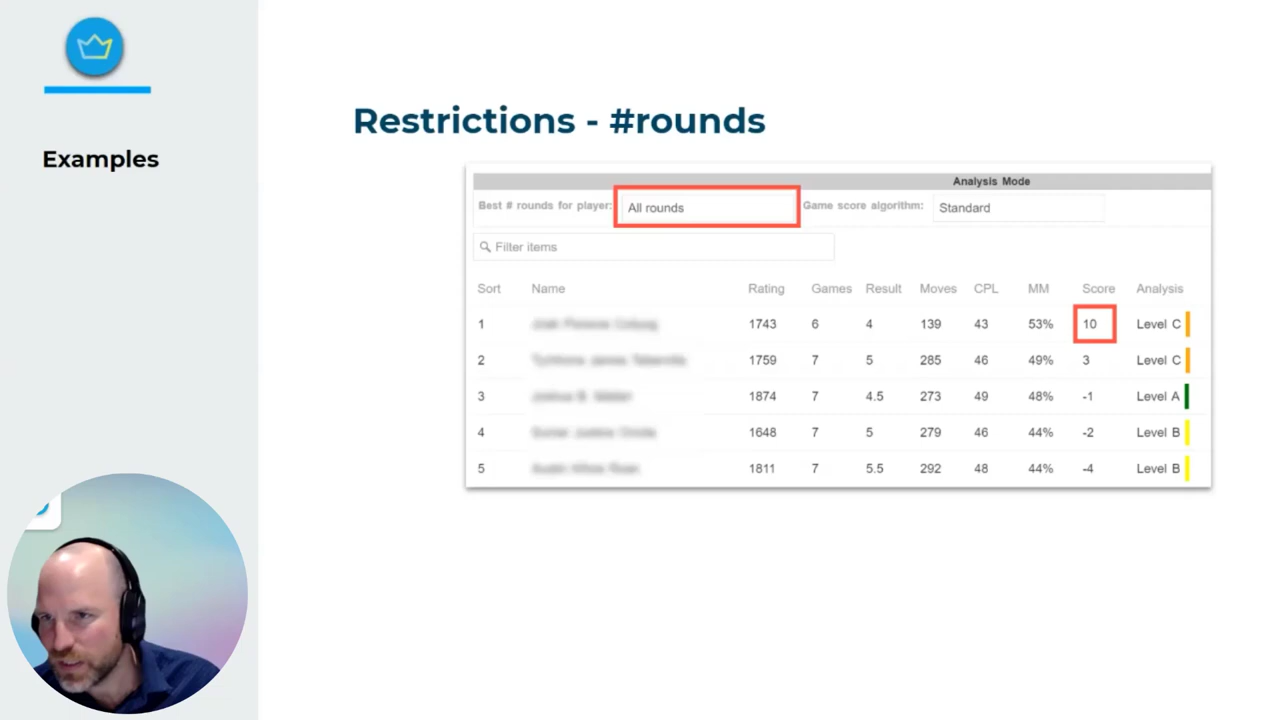 Examples
Restrictions - #rounds
Analysis Mode
Best # rounds for player: All rounds Game score algorithm: Standard
Filter items
Sort Name Rating Games Result Moves CPL MM Score Analysis
1 1743 6 4 139 43 53% 10 Level C
2 1759 7 5 285 46 49% 3 Level C
3 1874 7 4.5 273 49 48% -1 Level A
4 1648 7 5 279 46 44% -2 Level B
5 1811 7 5.5 292 48 44% -4 Level B